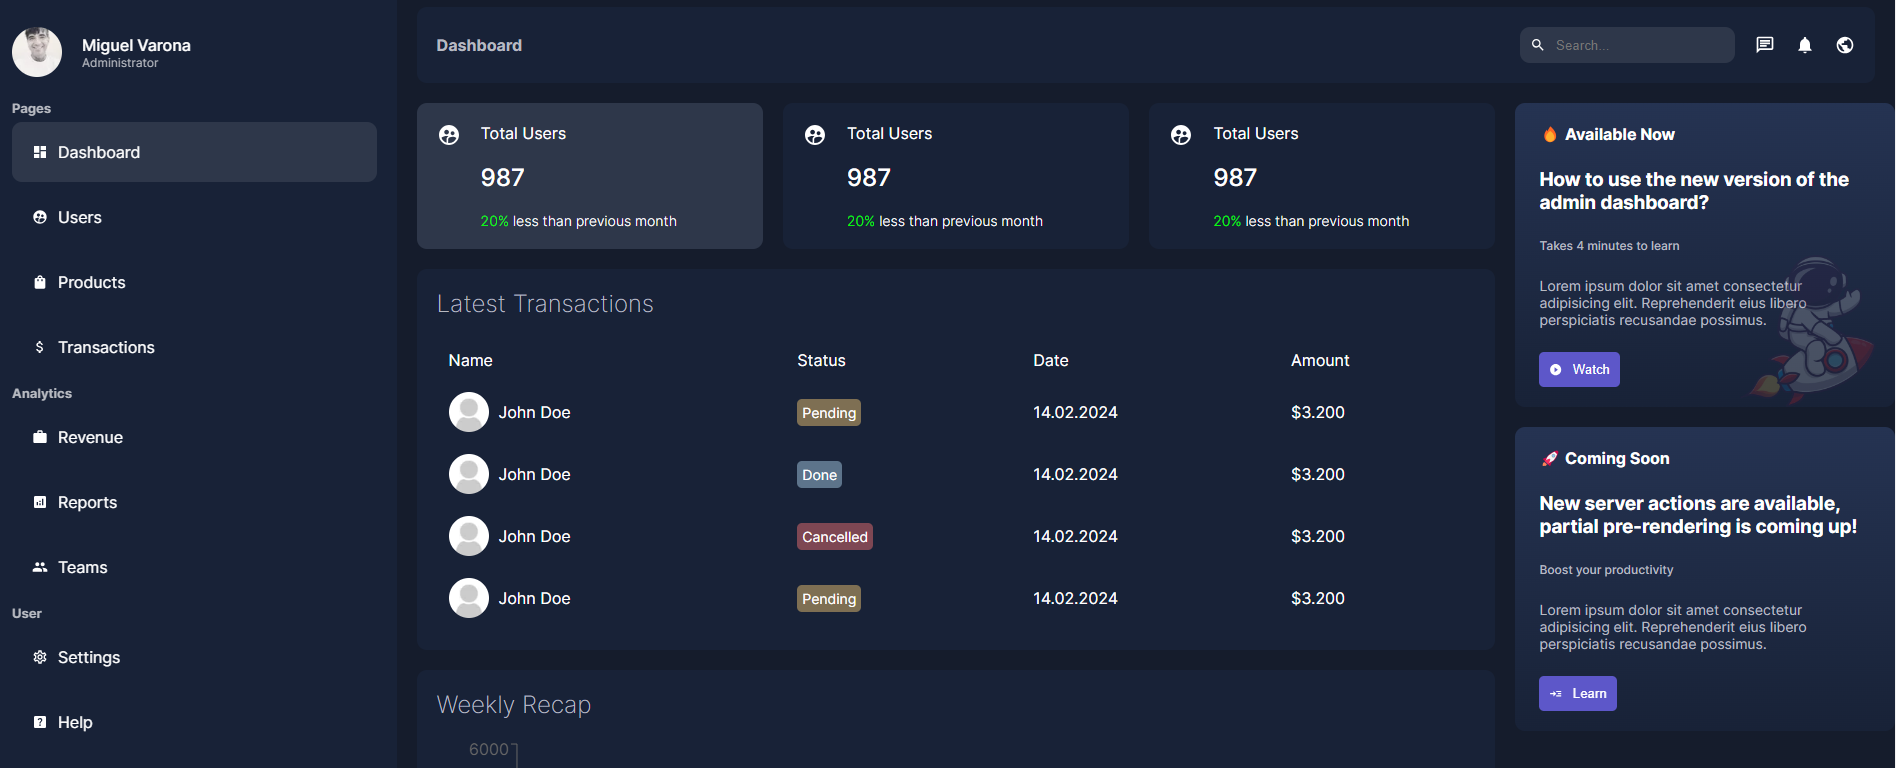 Miguel Varona
Administrator
Pages
Dashboard
Users
Products
Transactions
Analytics
Revenue
Reports
Teams
User
Settings
Help
Dashboard
Search...
Total Users
987
20% less than previous month
Total Users
987
20% less than previous month
Total Users
987
20% less than previous month
Latest Transactions
Name Status Date Amount
John Doe Pending 14.02.2024 $3.200
John Doe Done 14.02.2024 $3.200
John Doe Cancelled 14.02.2024 $3.200
John Doe Pending 14.02.2024 $3.200
Weekly Recap
6000
Available Now
How to use the new version of the
admin dashboard?
Takes 4 minutes to learn
Lorem ipsum dolor sit amet consectetur
adipisicing elit. Reprehenderit eius libero
perspiciatis recusandae possimus.
Watch
Coming Soon
New server actions are available,
partial pre-rendering is coming up!
Boost your productivity
Lorem ipsum dolor sit amet consectetur
adipisicing elit. Reprehenderit eius libero
perspiciatis recusandae possimus.
Learn